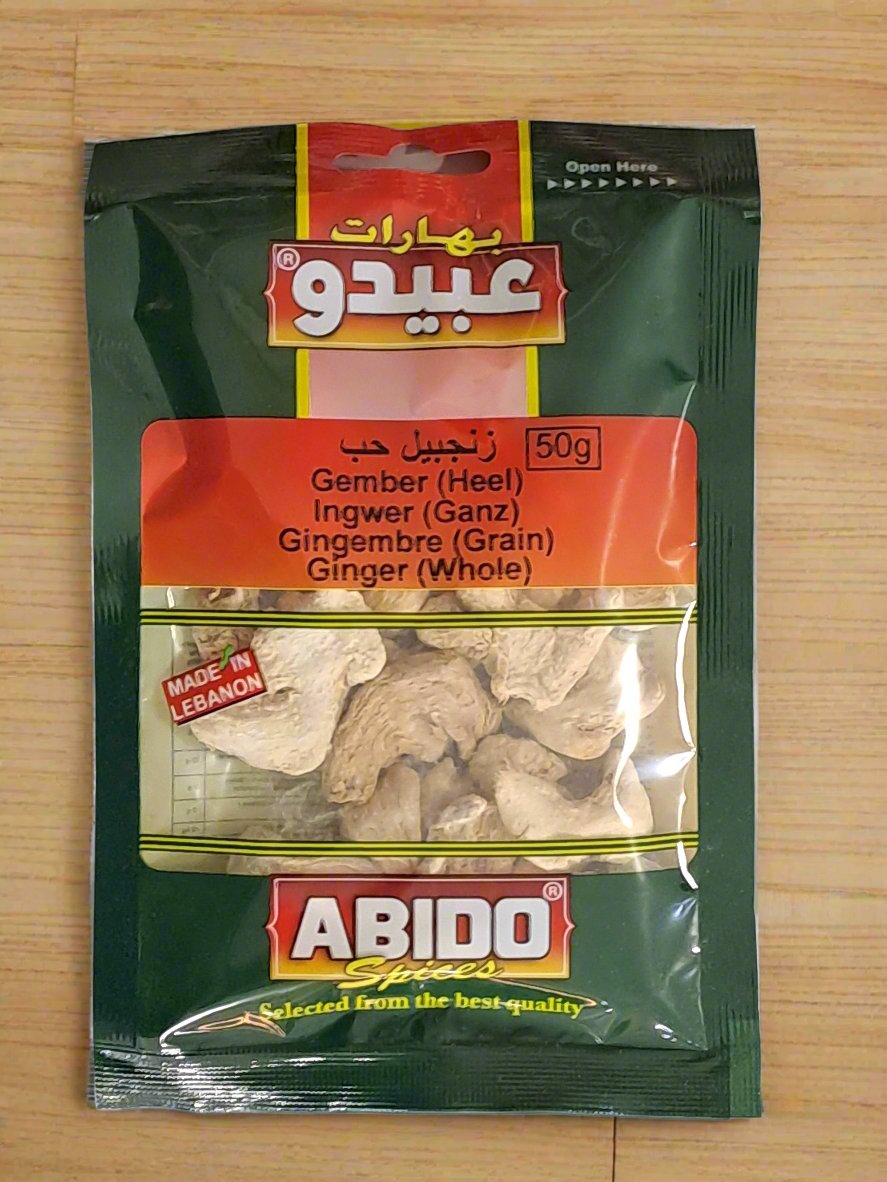 Open Here
بهارات
عبيدو®
زنجبيل حب 50g
Gember (Heel)
Ingwer (Ganz)
Gingembre (Grain)
Ginger (Whole)
MADE IN
LEBANON
ABIDO®
Spices
Selected from the best quality